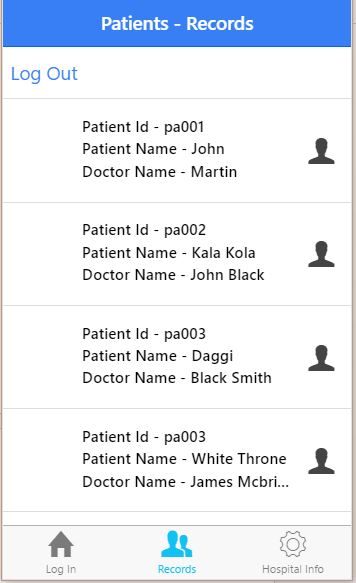 Patients - Records
Log Out
Patient Id - pa001
Patient Name - John
Doctor Name - Martin
Patient Id - pa002
Patient Name - Kala Kola
Doctor Name - John Black
Patient Id - pa003
Patient Name - Daggi
Doctor Name - Black Smith
Patient Id - pa003
Patient Name - White Throne
Doctor Name - James Mcbri...
Log In Records Hospital Info